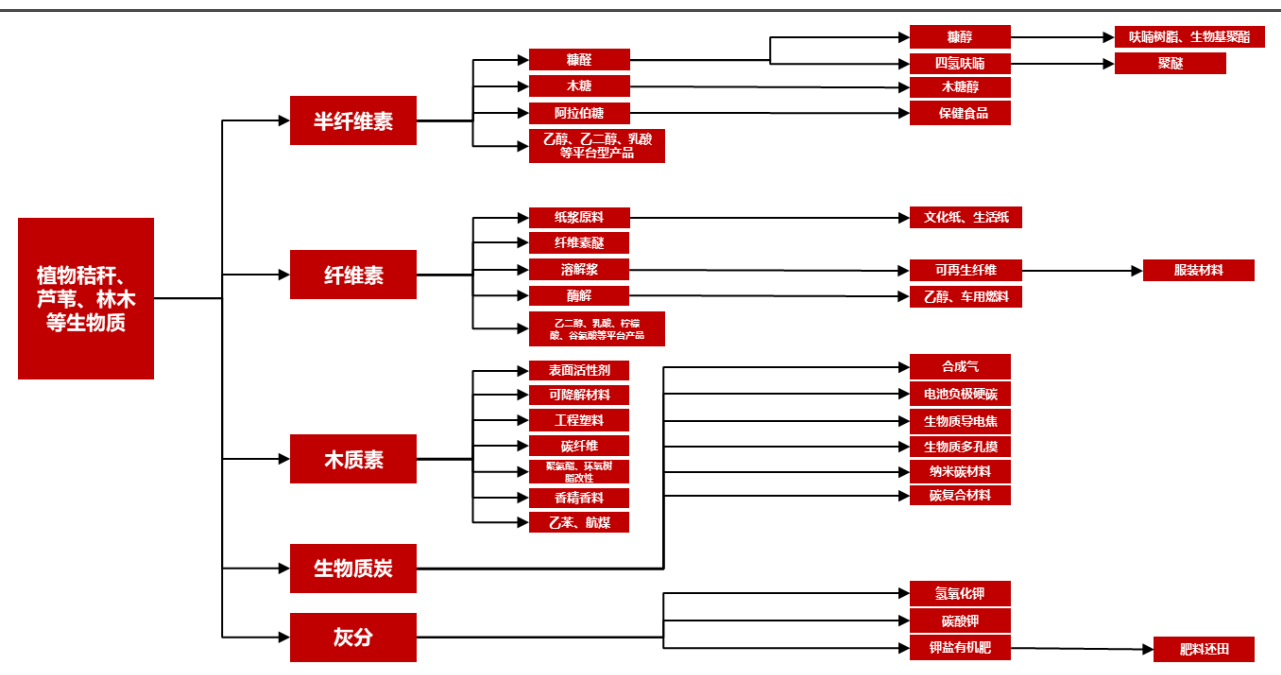 植物秸秆、
芦苇、林木
等生物质
半纤维素
糠醛
糠醇
呋喃树脂、生物基聚酯
四氢呋喃
聚醚
木糖
木糖醇
阿拉伯糖
保健食品
乙醇、乙二醇、乳酸
等平台型产品
纤维素
纸浆原料
文化纸、生活纸
纤维素醚
溶解浆
可再生纤维
服装材料
酶解
乙醇、车用燃料
乙二醇、乳酸、柠檬
酸、谷氨酸等平台产品
木质素
表面活性剂
可降解材料
工程塑料
碳纤维
聚氨酯、环氧树
脂改性
香精香料
乙苯、航煤
生物质炭
合成气
电池负极硬碳
生物质导电焦
生物质多孔摸
纳米碳材料
碳复合材料
灰分
氢氧化钾
碳酸钾
钾盐有机肥
肥料还田